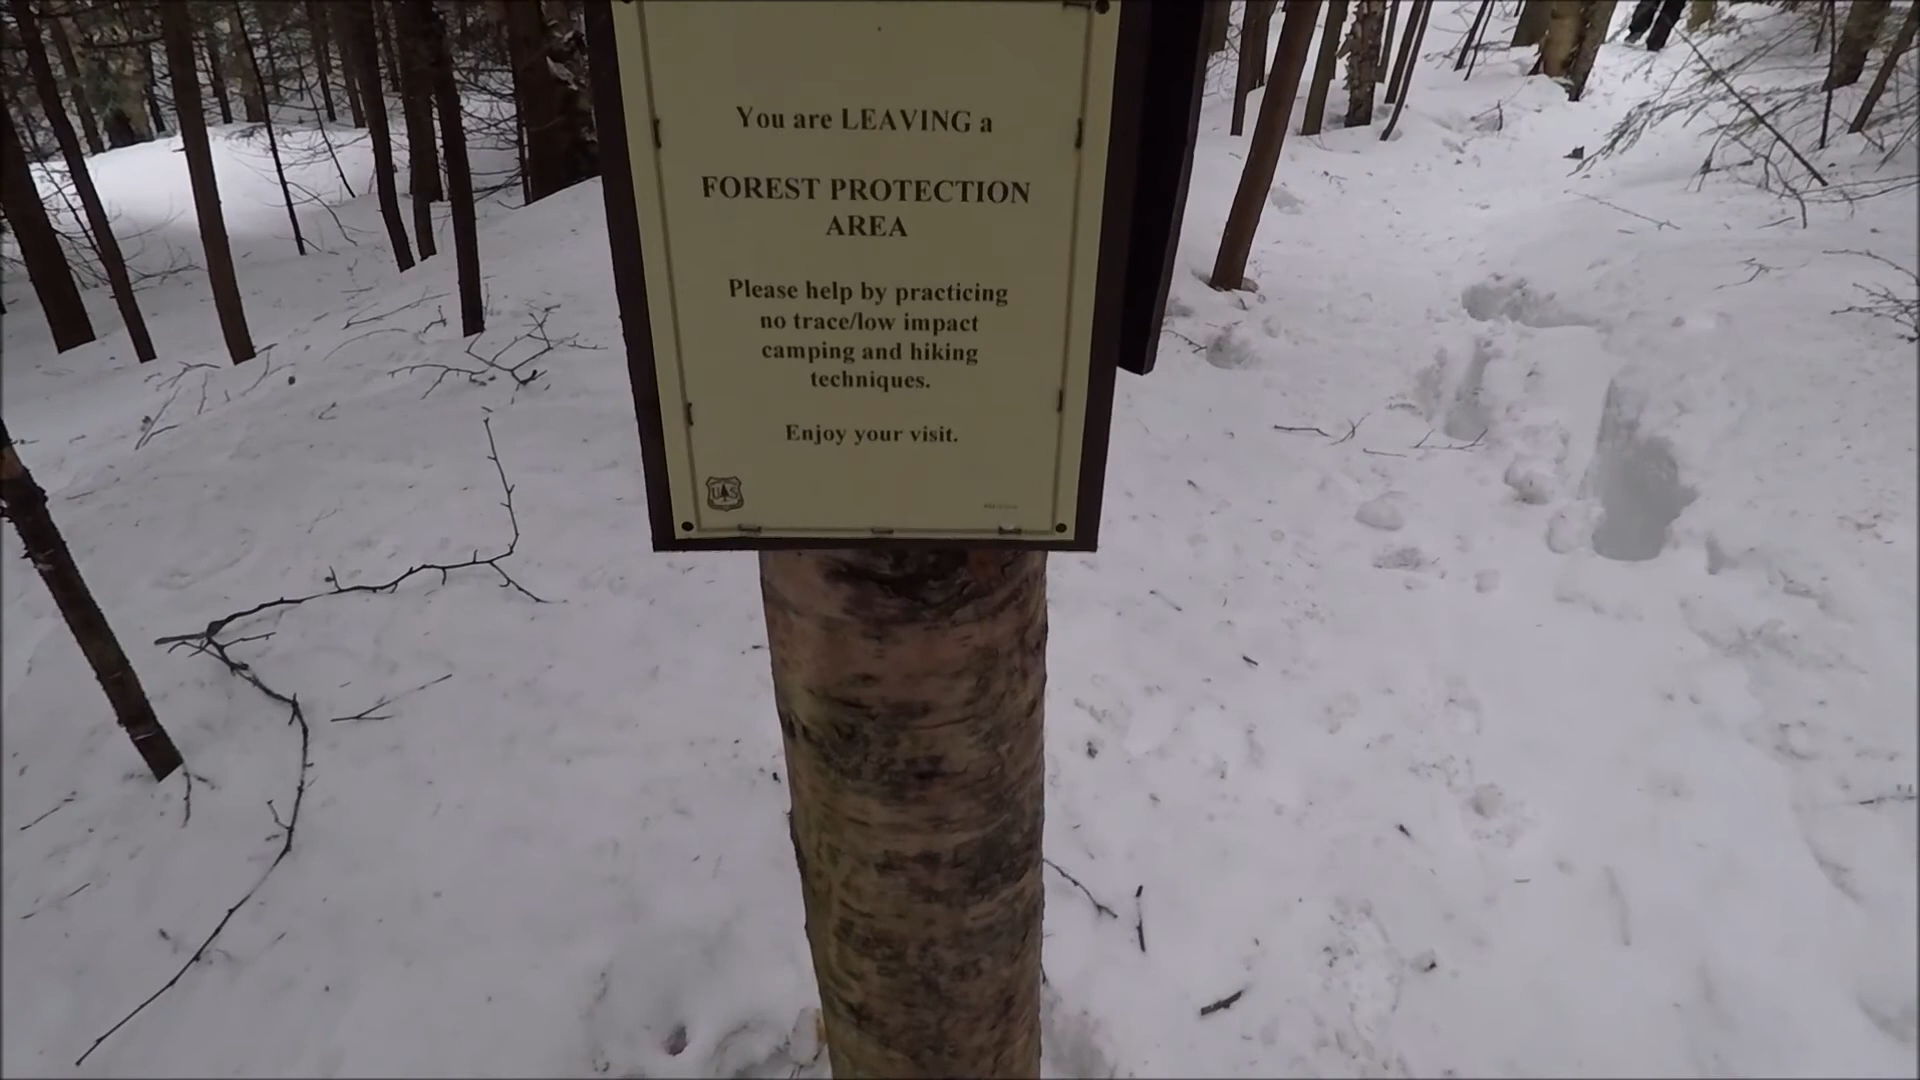 You are LEAVING a
FOREST PROTECTION
AREA
Please help by practicing
no trace/low impact
camping and hiking
techniques.
Enjoy your visit.
U S